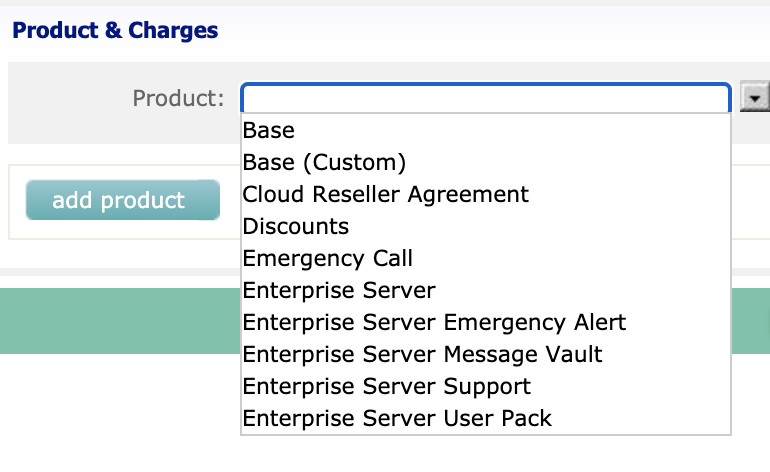 Product & Charges
Product:
Base
Base (Custom)
Cloud Reseller Agreement
Discounts
Emergency Call
Enterprise Server
Enterprise Server Emergency Alert
Enterprise Server Message Vault
Enterprise Server Support
Enterprise Server User Pack
add product